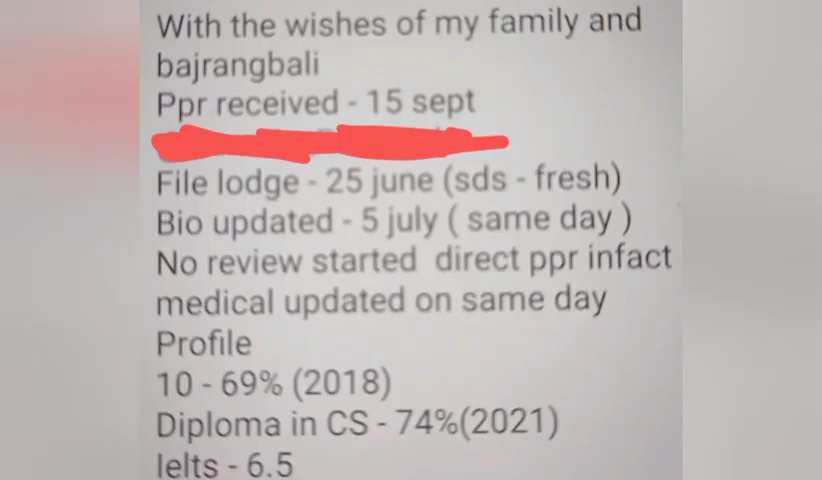 With the wishes of my family and
bajrangbali
Ppr received - 15 sept
File lodge - 25 june (sds - fresh)
Bio updated - 5 july ( same day )
No review started direct ppr infact
medical updated on same day
Profile
10 - 69% (2018)
Diploma in CS - 74%(2021)
Ielts - 6.5